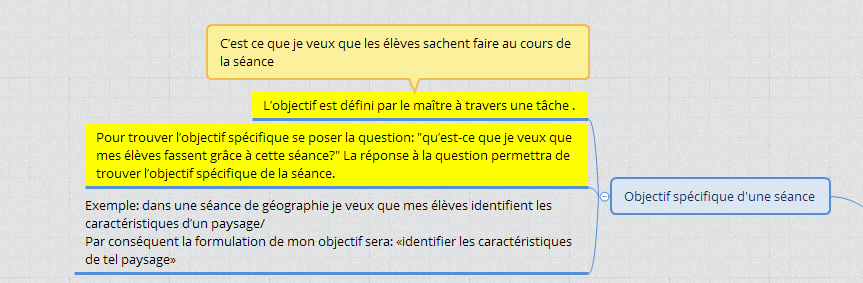 C'est ce que je veux que les élèves sachent faire au cours de
la séance
L'objectif est défini par le maître à travers une tâche .
Pour trouver l'objectif spécifique se poser la question: "qu'est-ce que je veux que
mes élèves fassent grâce à cette séance?" La réponse à la question permettra de
trouver l'objectif spécifique de la séance.
Exemple: dans une séance de géographie je veux que mes élèves identifient les
caractéristiques d'un paysage/
Par conséquent la formulation de mon objectif sera: «identifier les caractéristiques
de tel paysage»
Objectif spécifique d'une séance